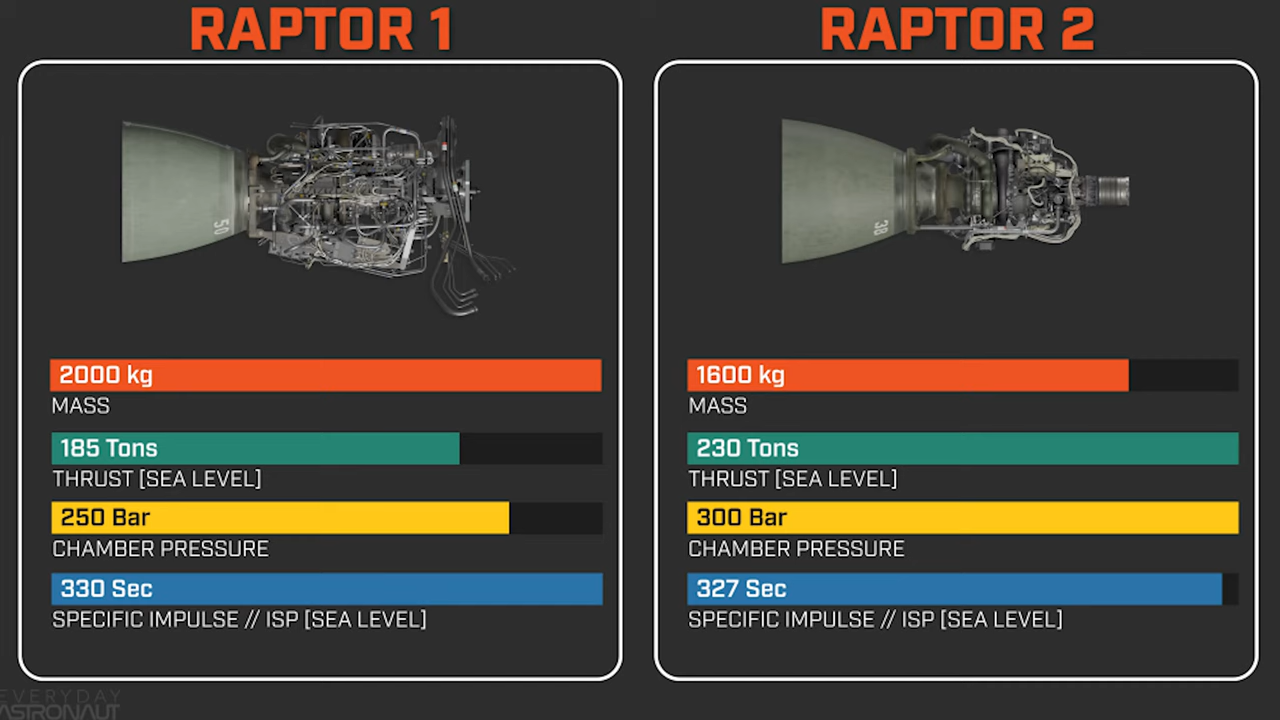 RAPTOR 1
50
2000 kg
MASS
185 Tons
THRUST [SEA LEVEL]
250 Bar
CHAMBER PRESSURE
330 Sec
SPECIFIC IMPULSE // ISP [SEA LEVEL]
RAPTOR 2
38
1600 kg
MASS
230 Tons
THRUST [SEA LEVEL]
300 Bar
CHAMBER PRESSURE
327 Sec
SPECIFIC IMPULSE // ISP [SEA LEVEL]
EVERYDAY
ASTRONAUT